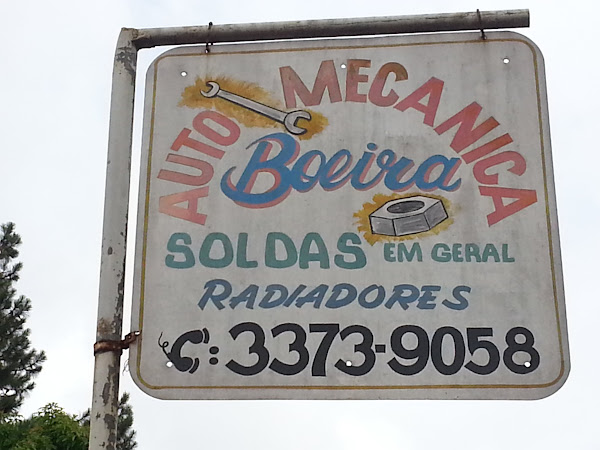 AUTO MECANICA
Boeira
SOLDAS EM GERAL
RADIADORES
: 3373-9058